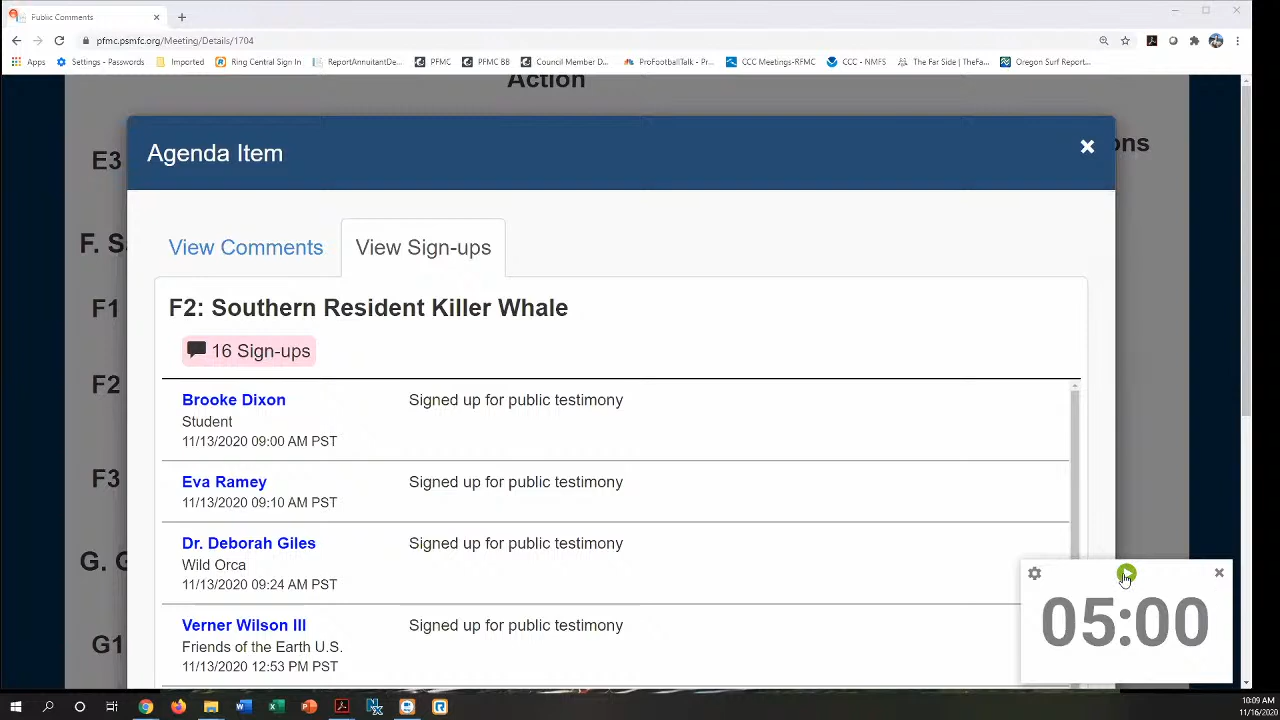 Public Comments
pfmc.psmfc.org/Meeting/Details/1704
Apps Settings - Passwords Imported Ring Central Sign In ReportAnnuitantDe... PFMC PFMC BB Council Member D... ProFootballTalk - Pr... CCC Meetings-RFMC CCC - NMFS The Far Side | TheFa... Oregon Surf Report...
Action
E3
ons
Agenda Item
View Comments
View Sign-ups
F. Sa
F1
F2
F3
G. G
G1
F2: Southern Resident Killer Whale
16 Sign-ups
Brooke Dixon Signed up for public testimony
Student
11/13/2020 09:00 AM PST
Eva Ramey Signed up for public testimony
11/13/2020 09:10 AM PST
Dr. Deborah Giles Signed up for public testimony
Wild Orca
11/13/2020 09:24 AM PST
Verner Wilson III Signed up for public testimony
Friends of the Earth U.S.
11/13/2020 12:53 PM PST
05:00
10:09 AM
11/16/2020